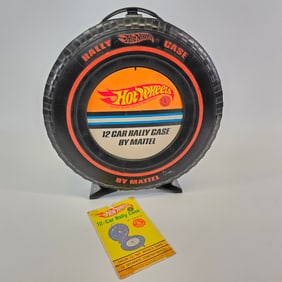 RALLY Hot Wheels CASE
Hot Wheels
12 CAR RALLY CASE
BY MATTEL
BY MATTEL
Hot Wheels
12-Car Rally Case